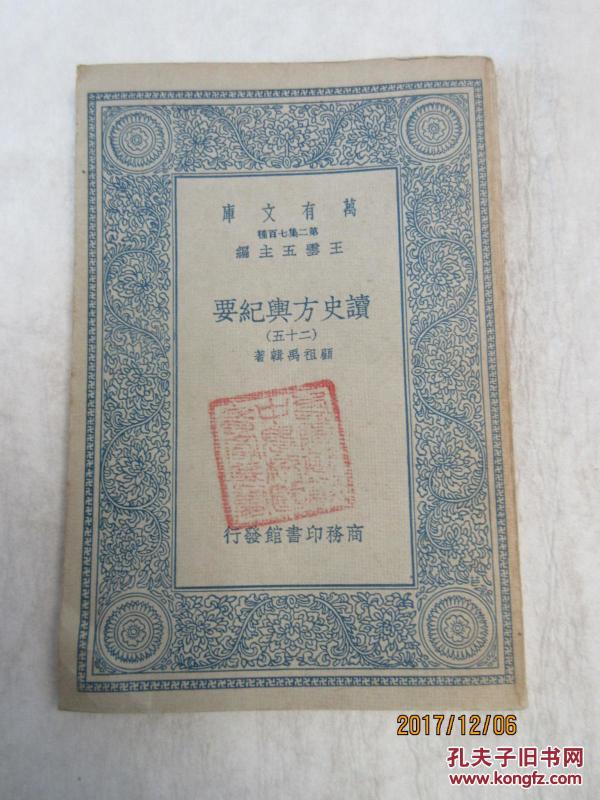 萬有文庫
第二集七百種
王雲五主編
讀史方輿紀要
(二十五)
顧祖禹輯著
商務印書館發行
2017/12/06
孔夫子旧书网
www.kongfz.com